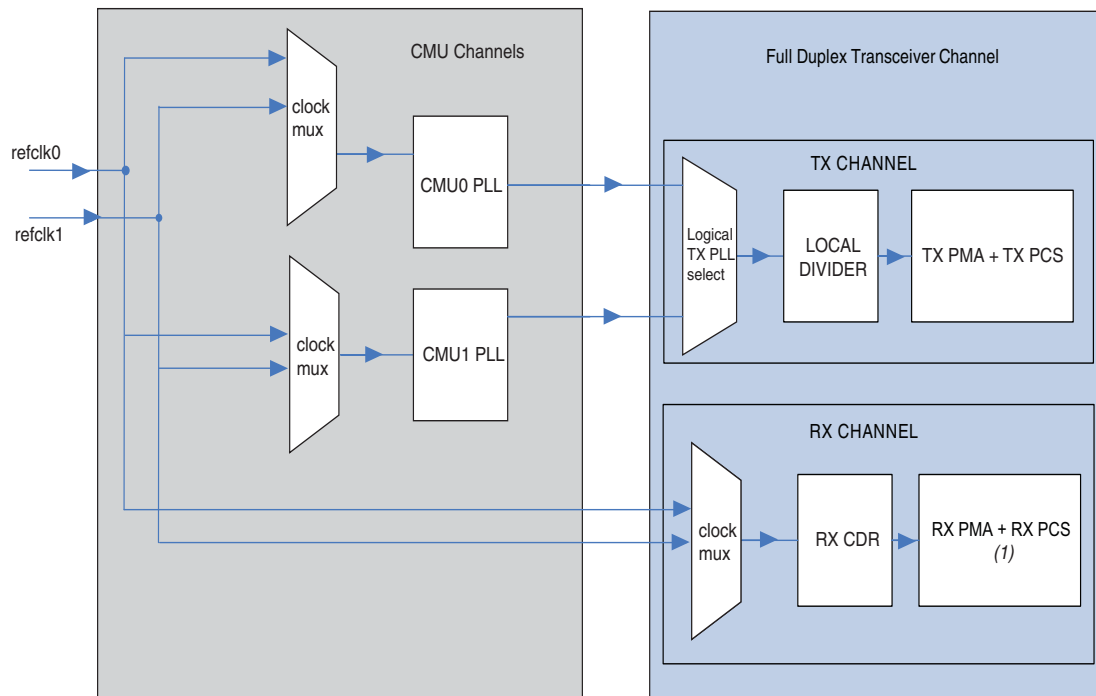 CMU Channels
Full Duplex Transceiver Channel
refclk0
refclk1
clock
mux
CMU0 PLL
clock
mux
CMU1 PLL
TX CHANNEL
Logical
TX PLL
select
LOCAL
DIVIDER
TX PMA + TX PCS
RX CHANNEL
clock
mux
RX CDR
RX PMA + RX PCS
(1)